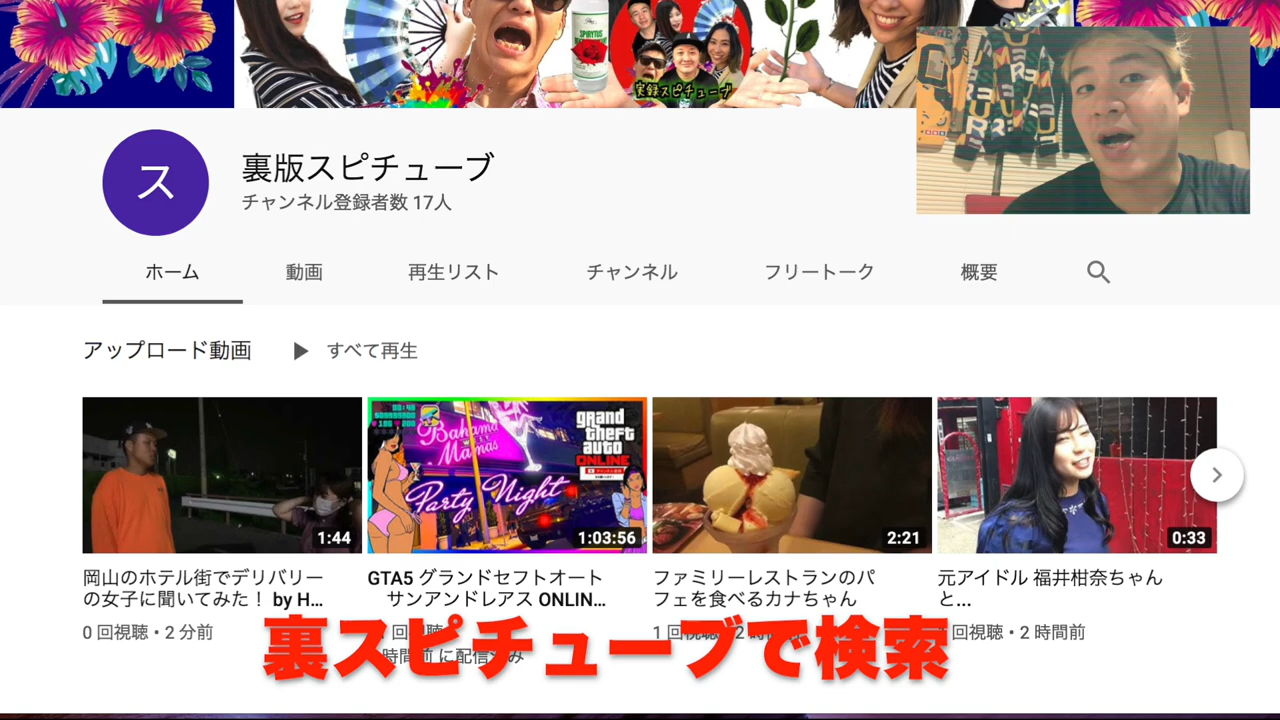 SPIRYTUS
実録スピチューブ
ス
裏版スピチューブ
チャンネル登録者数 17人
ホーム 動画 再生リスト チャンネル フリートーク 概要
アップロード動画 すべて再生
Bahama
Mamas
Party Night
grand
theft
auto
ONLINE
1:44
1:03:56
2:21
0:33
岡山のホテル街でデリバリー
の女子に聞いてみた！ by H...
0 回視聴・2 分前
GTA5 グランドセフトオート
サンアンドレアス ONLIN...
ファミリーレストランのパ
フェを食べるカナちゃん
元アイドル 福井柑奈ちゃん
と...
回視聴・2 時間前
裏スピチューブで検索